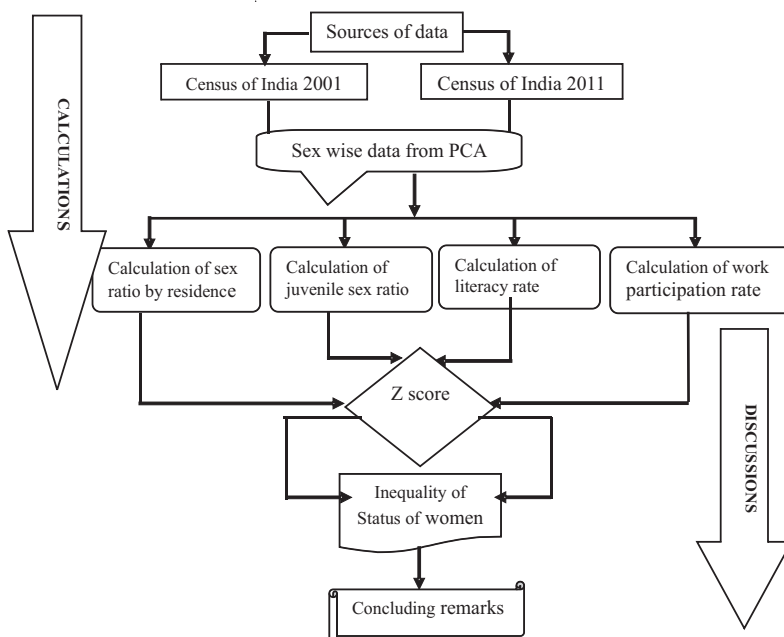 Sources of data
Census of India 2001
Census of India 2011
Sex wise data from PCA
CALCULATIONS
Calculation of sex
ratio by residence
Calculation of
juvenile sex ratio
Calculation of
literacy rate
Calculation of work
participation rate
Z score
DISCUSSIONS
Inequality of
Status of women
Concluding remarks